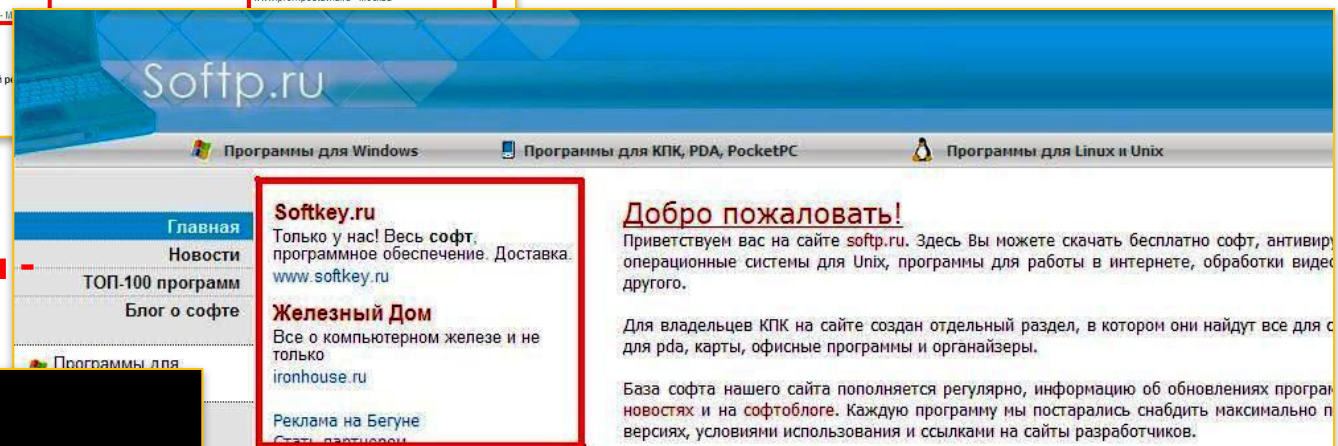 Softp.ru
Программы для Windows
Программы для КПК, PDA, PocketPC
Программы для Linux и Unix
Главная
Новости
ТОП-100 программ
Блог о софте
Программы для
Softkey.ru
Только у нас! Весь софт,
программное обеспечение. Доставка.
www.softkey.ru
Железный Дом
Все о компьютерном железе и не
только
ironhouse.ru
Реклама на Бегуне
Стать партнером
Добро пожаловать!
Приветствуем вас на сайте softp.ru. Здесь Вы можете скачать бесплатно софт, антивиру
операционные системы для Unix, программы для работы в интернете, обработки видео
другого.
Для владельцев КПК на сайте создан отдельный раздел, в котором они найдут все для с
для pda, карты, офисные программы и органайзеры.
База софта нашего сайта пополняется регулярно, информацию об обновлениях програм
новостях и на софтоблоге. Каждую программу мы постарались снабдить максимально п
версиях, условиями использования и ссылками на сайты разработчиков.